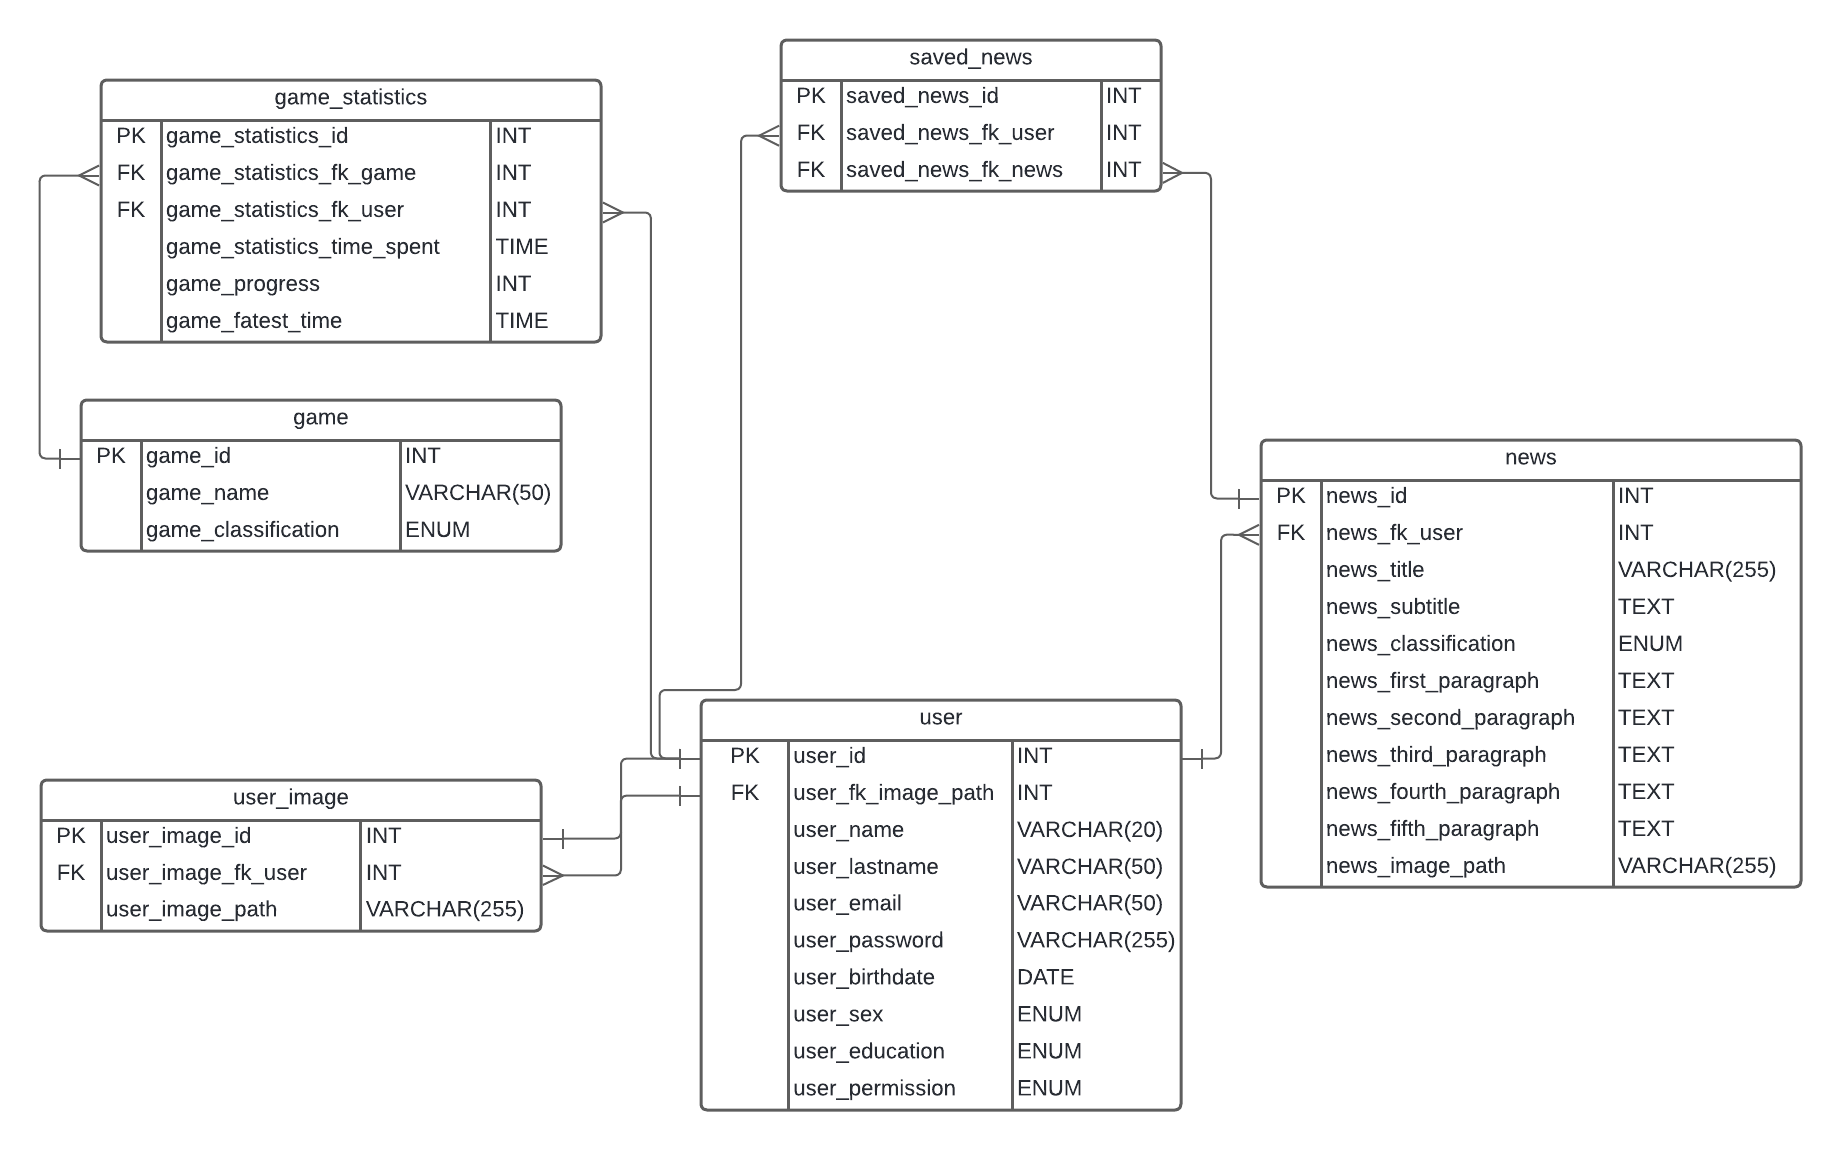 saved_news
PK saved_news_id INT
FK saved_news_fk_user INT
FK saved_news_fk_news INT
game_statistics
PK game_statistics_id INT
FK game_statistics_fk_game INT
FK game_statistics_fk_user INT
game_statistics_time_spent TIME
game_progress INT
game_fatest_time TIME
game
PK game_id INT
game_name VARCHAR(50)
game_classification ENUM
news
PK news_id INT
FK news_fk_user INT
news_title VARCHAR(255)
news_subtitle TEXT
news_classification ENUM
news_first_paragraph TEXT
news_second_paragraph TEXT
news_third_paragraph TEXT
news_fourth_paragraph TEXT
news_fifth_paragraph TEXT
news_image_path VARCHAR(255)
user
PK user_id INT
FK user_fk_image_path INT
user_name VARCHAR(20)
user_lastname VARCHAR(50)
user_email VARCHAR(50)
user_password VARCHAR(255)
user_birthdate DATE
user_sex ENUM
user_education ENUM
user_permission ENUM
user_image
PK user_image_id INT
FK user_image_fk_user INT
user_image_path VARCHAR(255)